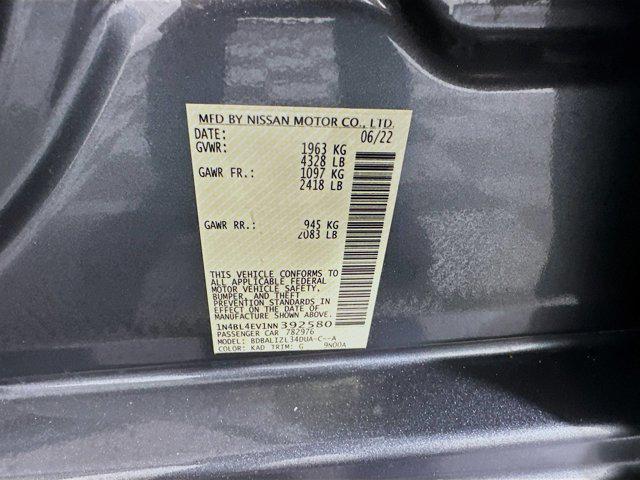 MFD BY NISSAN MOTOR CO., LTD.
DATE: 06/22
GVWR: 1963 KG
4328 LB
GAWR FR.: 1097 KG
2418 LB
GAWR RR.: 945 KG
2083 LB
THIS VEHICLE CONFORMS TO
ALL APPLICABLE FEDERAL
MOTOR VEHICLE SAFETY,
BUMPER, AND THEFT
PREVENTION STANDARDS IN
EFFECT ON THE DATE OF
MANUFACTURE SHOWN ABOVE.
1N4BL4EV1NN392580
PASSENGER CAR 782976
MODEL: BDBALIZL34DUA-C--A
COLOR: KAD TRIM: G 9N00A